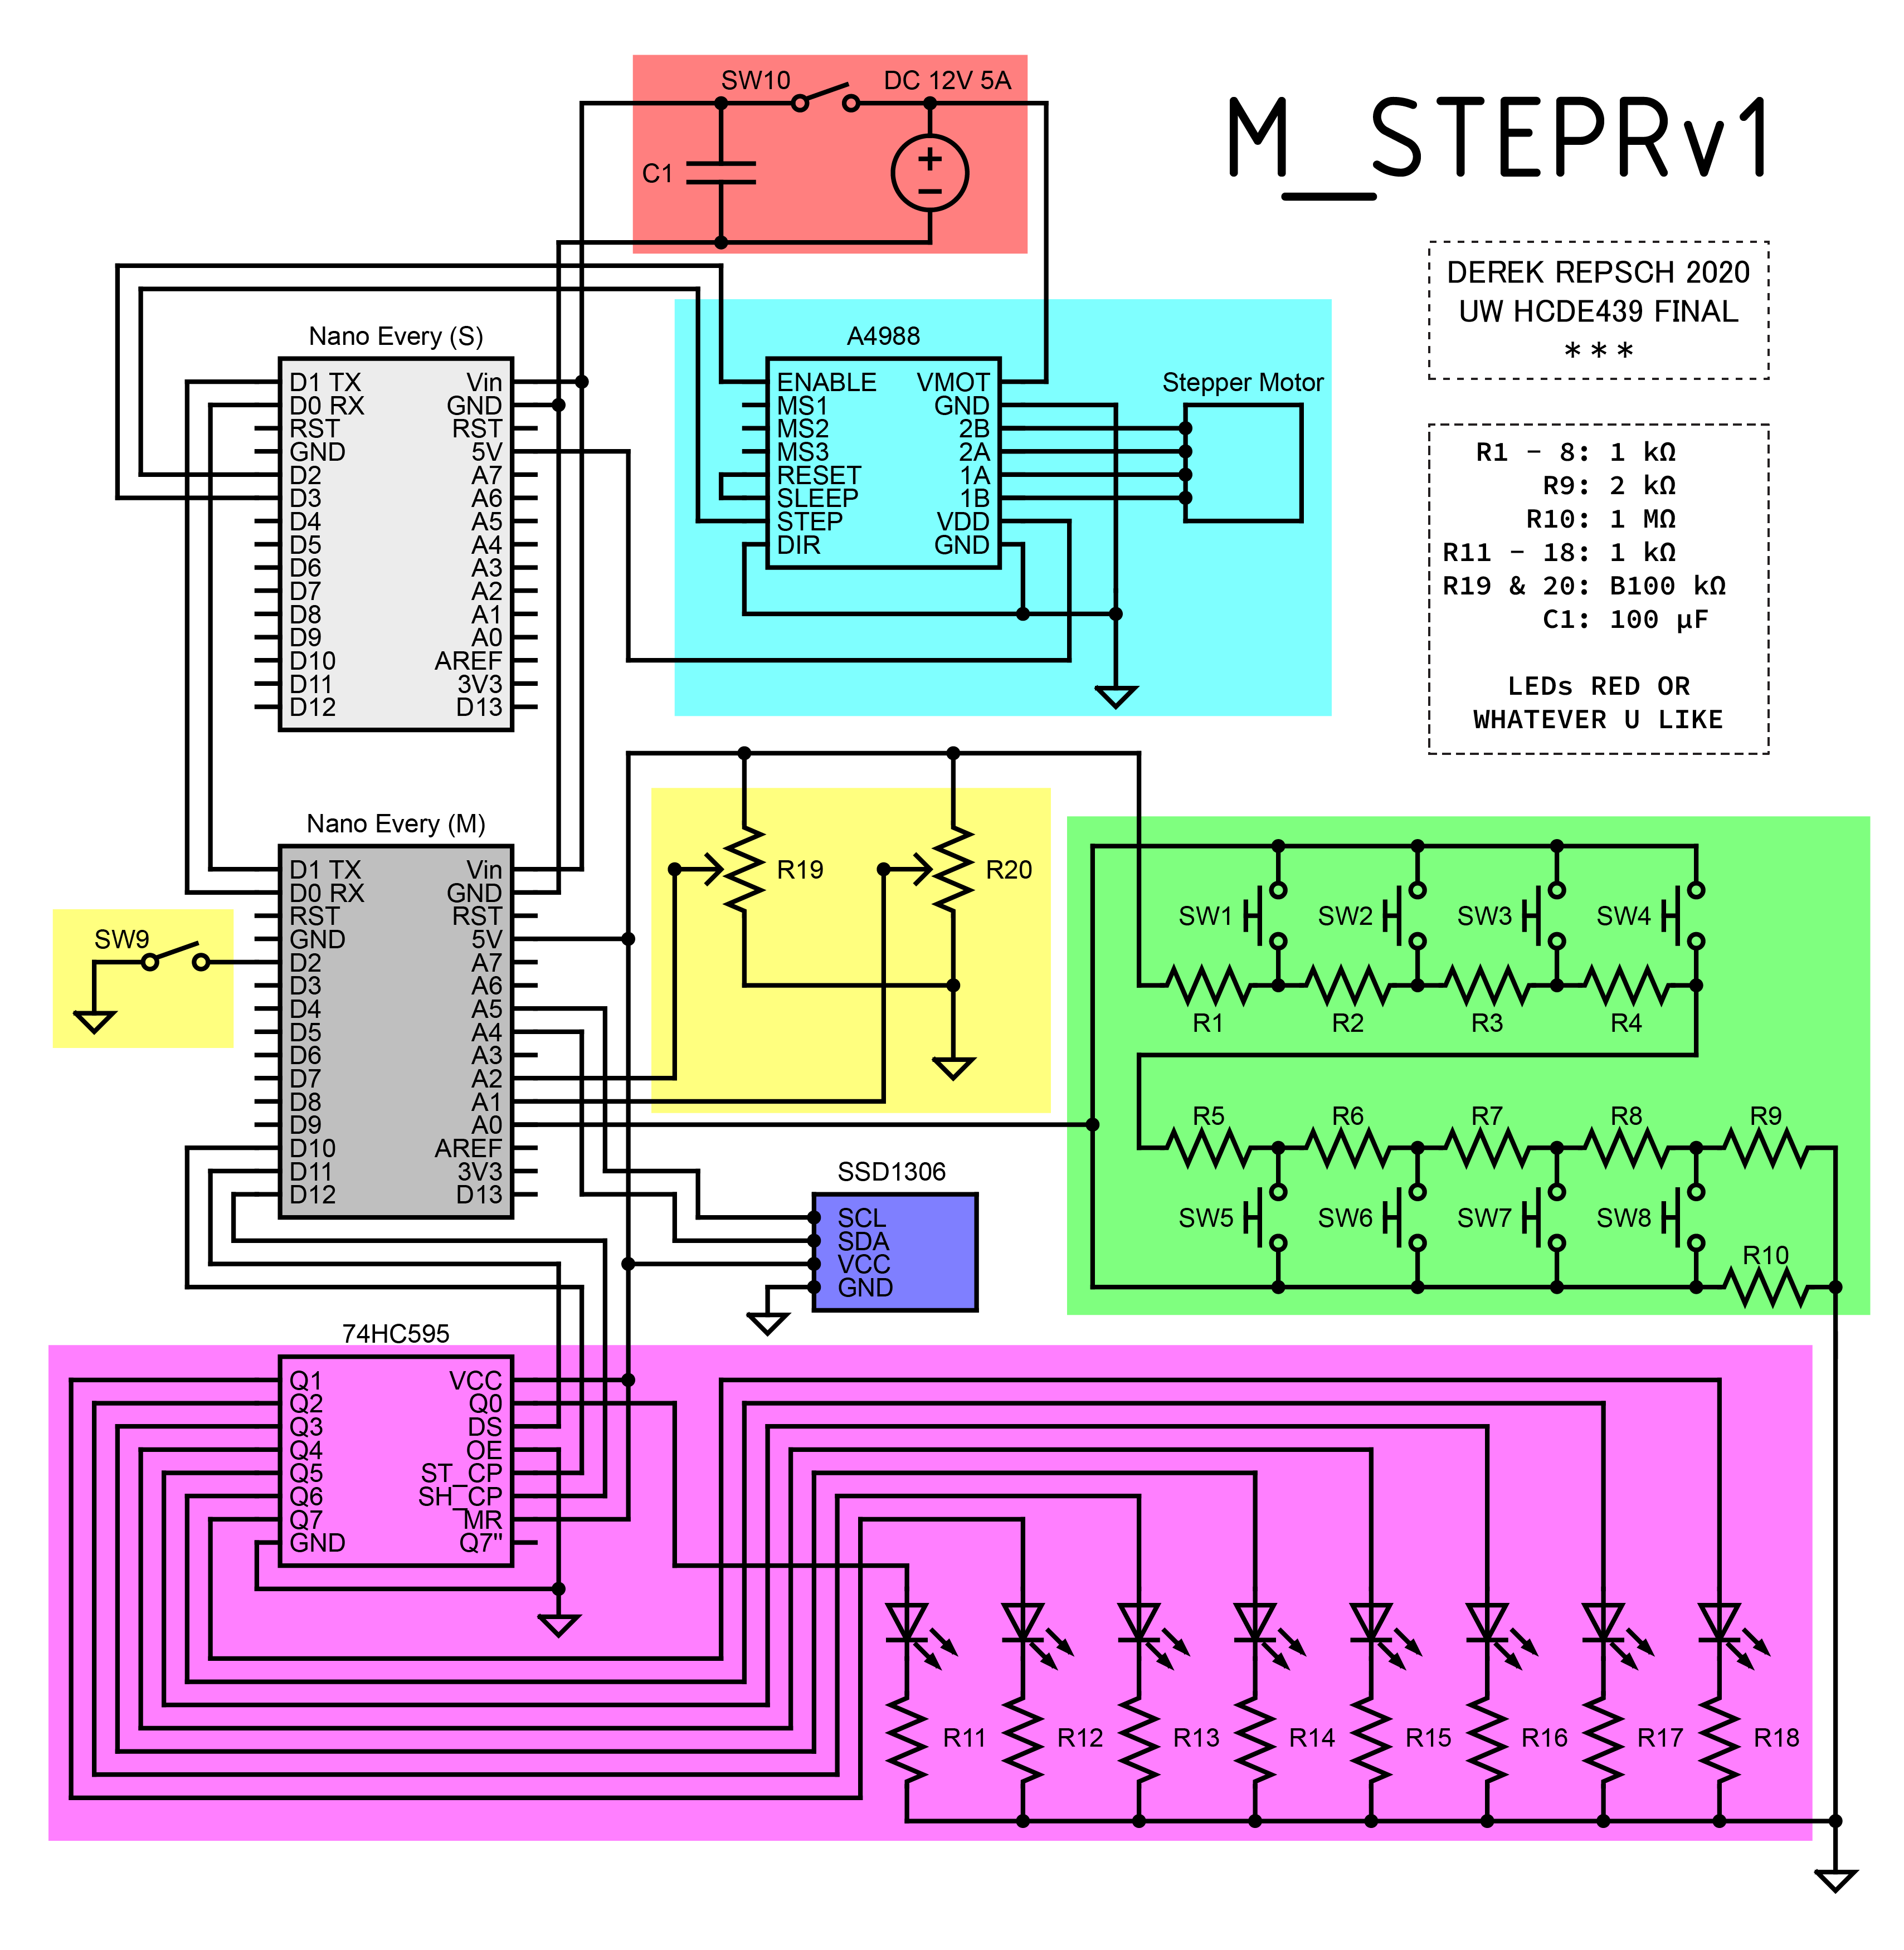 SW10
DC 12V 5A
C1
M_STEPRv1
DEREK REPSCH 2020
UW HCDE439 FINAL
***
R1 - 8: 1 kΩ
R9: 2 kΩ
R10: 1 MΩ
R11 - 18: 1 kΩ
R19 & 20: B100 kΩ
C1: 100 µF
LEDs RED OR
WHATEVER U LIKE
Nano Every (S)
D1 TX Vin
D0 RX GND
RST RST
GND 5V
D2 A7
D3 A6
D4 A5
D5 A4
D6 A3
D7 A2
D8 A1
D9 A0
D10 AREF
D11 3V3
D12 D13
A4988
ENABLE VMOT
MS1 GND
MS2 2B
MS3 2A
RESET 1A
SLEEP 1B
STEP VDD
DIR GND
Stepper Motor
Nano Every (M)
D1 TX Vin
D0 RX GND
RST RST
GND 5V
D2 A7
D3 A6
D4 A5
D5 A4
D6 A3
D7 A2
D8 A1
D9 A0
D10 AREF
D11 3V3
D12 D13
SW9
R19
R20
SW1 SW2 SW3 SW4
R1 R2 R3 R4
R5 R6 R7 R8 R9
SW5 SW6 SW7 SW8
R10
SSD1306
SCL
SDA
VCC
GND
74HC595
Q1 VCC
Q2 Q0
Q3 DS
Q4 OE
Q5 ST_CP
Q6 SH_CP
Q7 MR
GND Q7"
R11 R12 R13 R14 R15 R16 R17 R18